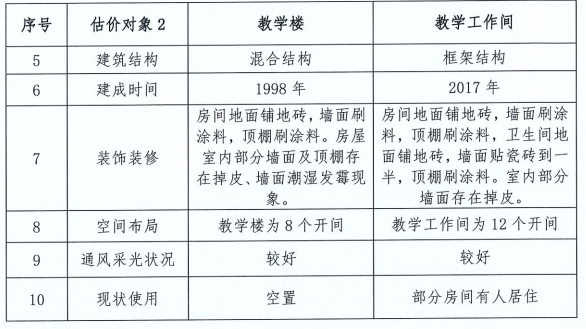 序号 估价对象 2 教学楼 教学工作间
5 建筑结构 混合结构 框架结构
6 建成时间 1998 年 2017 年
7 装饰装修
房间地面铺地砖，墙面刷
涂料，顶棚刷涂料。房屋
室内部分墙面及顶棚存
在掉皮、墙面潮湿发霉现
象。
房间地面铺地砖，墙面刷涂
料，顶棚刷涂料，卫生间地
面铺地砖，墙面贴瓷砖到一
半，顶棚刷涂料。室内部分
墙面存在掉皮。
8 空间布局 教学楼为 8 个开间 教学工作间为 12 个开间
9 通风采光状况 较好 较好
10 现状使用 空置 部分房间有人居住